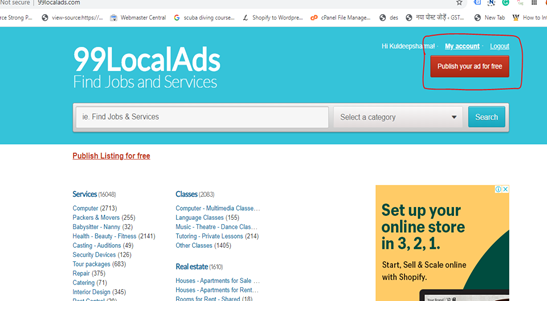 Not secure | 99localads.com
rce Strong P...
view-source:https://...
Webmaster Central
scuba diving course...
Shopify to Wordpre...
cPanel File Manage...
des
नया पोस्ट जोड़ें - GST...
New Tab
How to Im
Hi Kuldeepsharma! · My account · Logout
99LocalAds
Find Jobs and Services
Publish your ad for free
ie. Find Jobs & Services
Select a category
Search
Publish Listing for free
Services (16048)
Computer (2713)
Packers & Movers (255)
Babysitter - Nanny (32)
Health - Beauty - Fitness (2141)
Casting - Auditions (49)
Security Devices (126)
Tour packages (683)
Repair (375)
Catering (71)
Interior Design (345)
Classes (2083)
Computer - Multimedia Classe...
Language Classes (155)
Music - Theatre - Dance Clas...
Tutoring - Private Lessons (214)
Other Classes (1405)
Real estate (1610)
Houses - Apartments for Sale ...
Houses - Apartments for Rent...
Rooms for Rent - Shared (18)
Set up your
online store
in 3, 2, 1.
Start, Sell & Scale online
with Shopify.